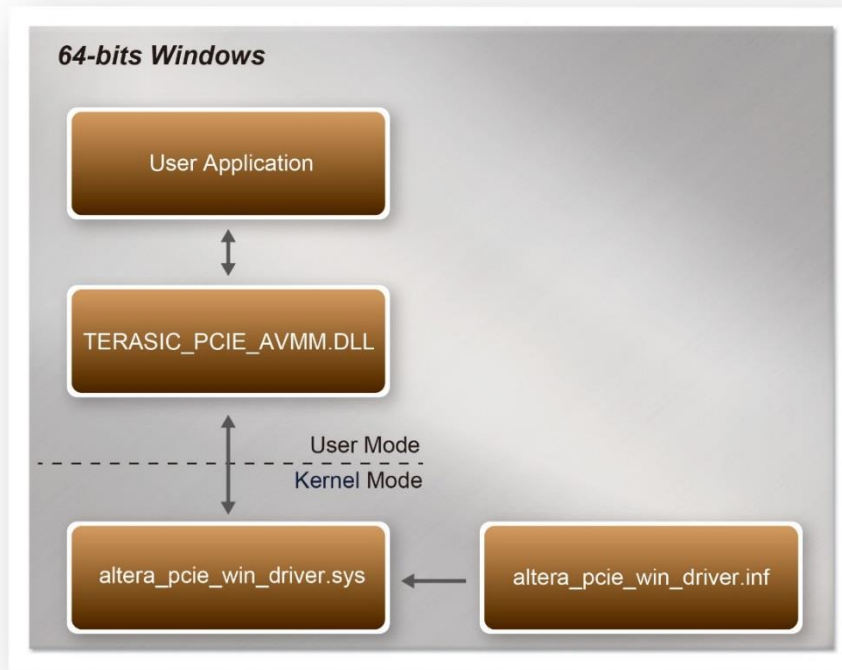 64-bits Windows
User Application
TERASIC_PCIE_AVMM.DLL
User Mode
Kernel Mode
altera_pcie_win_driver.sys
altera_pcie_win_driver.inf